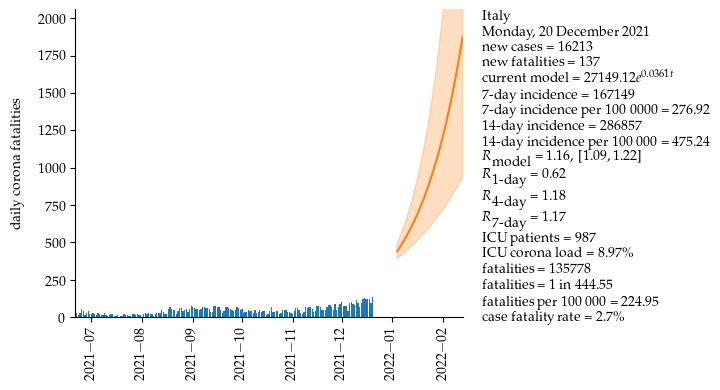 2000
1750
1500
1250
1000
750
500
250
0
daily corona fatalities
2021−07
2021−08
2021−09
2021−10
2021−11
2021−12
2022−01
2022−02
Italy
Monday, 20 December 2021
new cases = 16213
new fatalities = 137
current model = 27149.12e^0.0361t
7-day incidence = 167149
7-day incidence per 100 0000 = 276.92
14-day incidence = 286857
14-day incidence per 100 000 = 475.24
R_model = 1.16, [1.09, 1.22]
R_1-day = 0.62
R_4-day = 1.18
R_7-day = 1.17
ICU patients = 987
ICU corona load = 8.97%
fatalities = 135778
fatalities = 1 in 444.55
fatalities per 100 000 = 224.95
case fatality rate = 2.7%